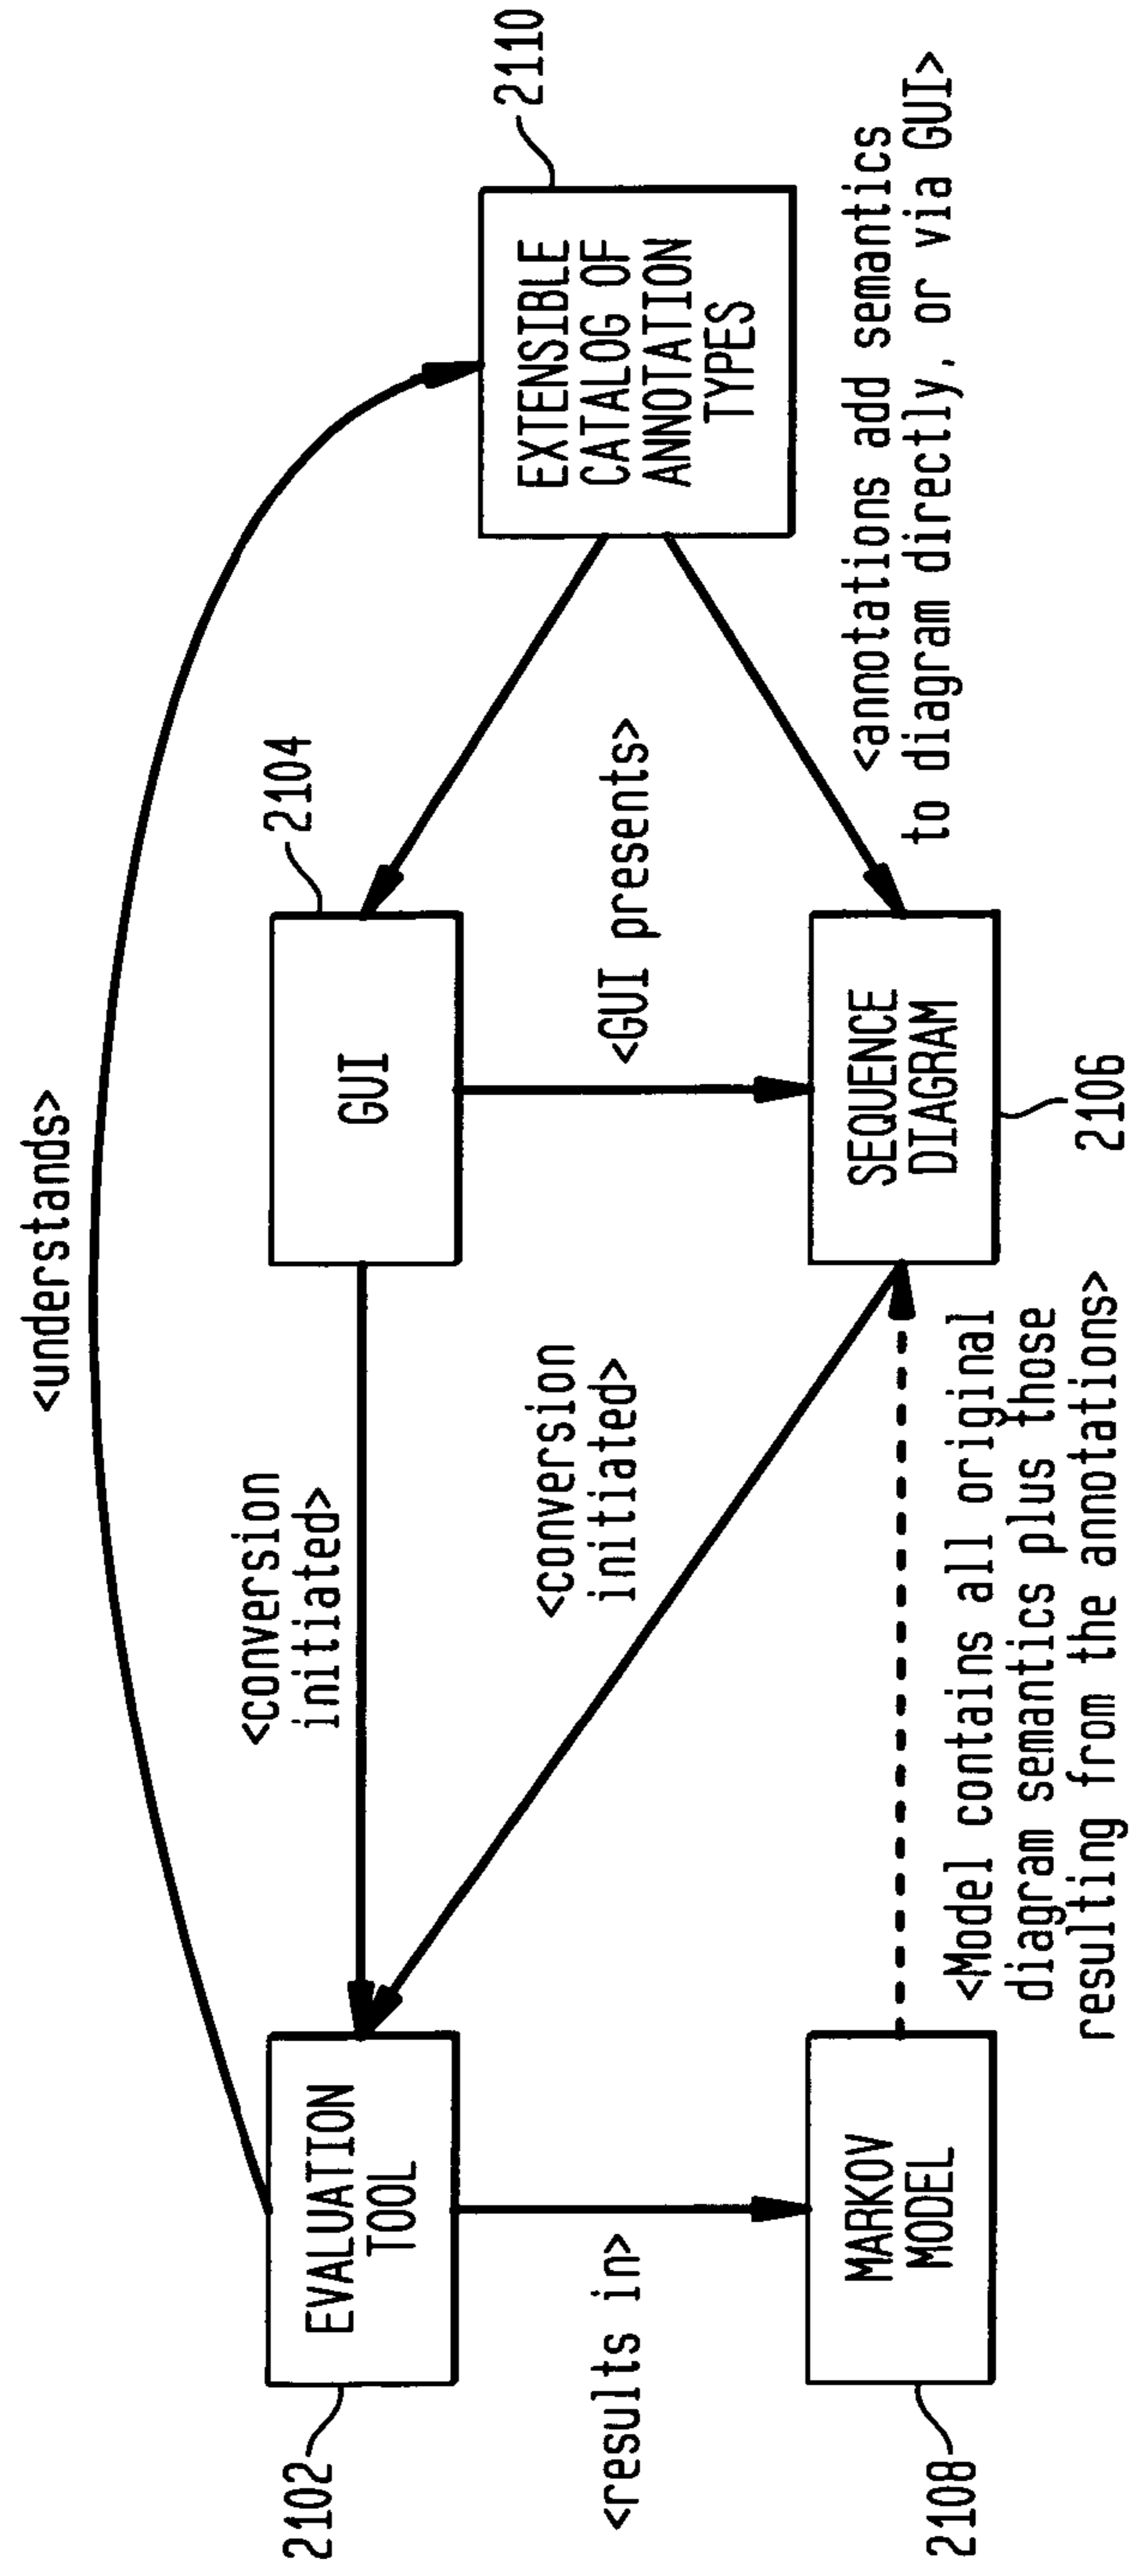 <understands>
2104
2110
<conversion
initiated>
GUI
EVALUATION
TOOL
2102
<conversion
initiated>
<GUI presents>
EXTENSIBLE
CATALOG OF
ANNOTATION
TYPES
<results in>
MARKOV
MODEL
2108
SEQUENCE
DIAGRAM
2106
<annotations add semantics
to diagram directly, or via GUI>
<Model contains all original
diagram semantics plus those
resulting from the annotations>